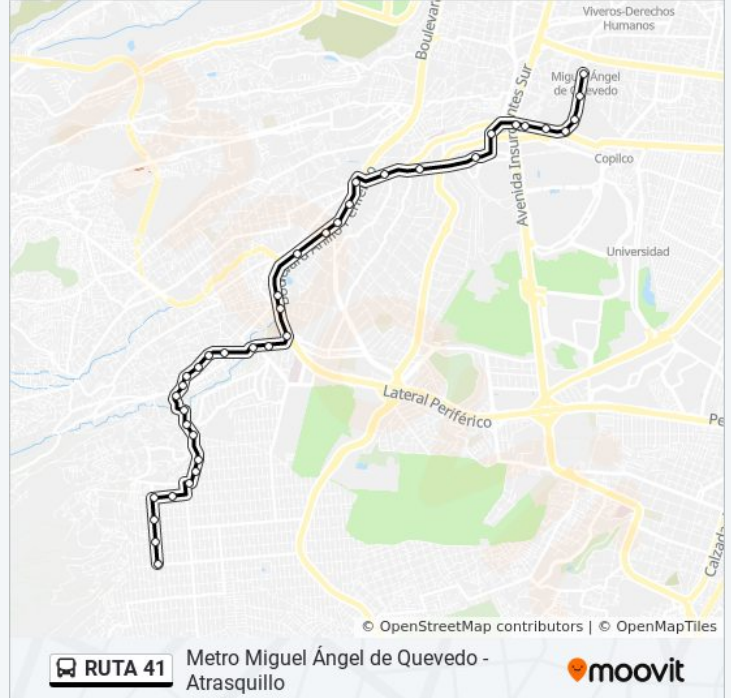 Viveros-Derechos
Humanos
Boulevar
Miguel Ángel
de Quevedo
Avenida Insurgentes Sur
Copilco
Universidad
Lateral Periférico
Pe
Calzada
© OpenStreetMap contributors | © OpenMapTiles
RUTA 41
Metro Miguel Ángel de Quevedo -
Atrasquillo
moovit